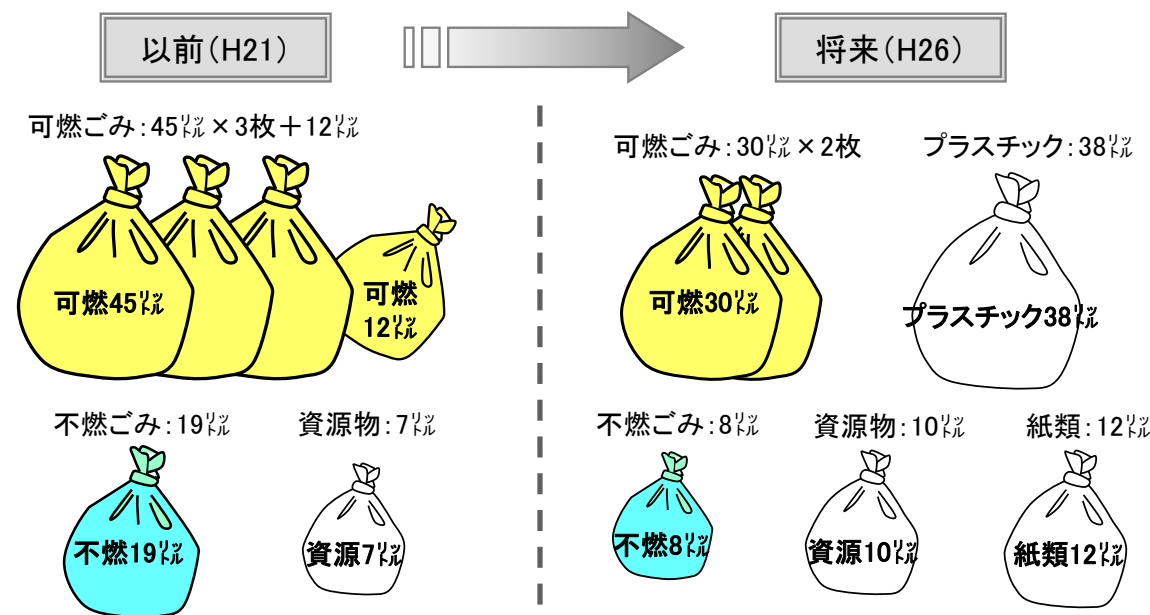 以前(H21)
将来(H26)
可燃ごみ:45㍑×3枚+12㍑
可燃45㍑
可燃
12㍑
不燃ごみ:19㍑
資源物:7㍑
不燃19㍑
資源7㍑
可燃ごみ:30㍑×2枚
プラスチック:38㍑
可燃30㍑
プラスチック38㍑
不燃ごみ:8㍑
資源物:10㍑
紙類:12㍑
不燃8㍑
資源10㍑
紙類12㍑